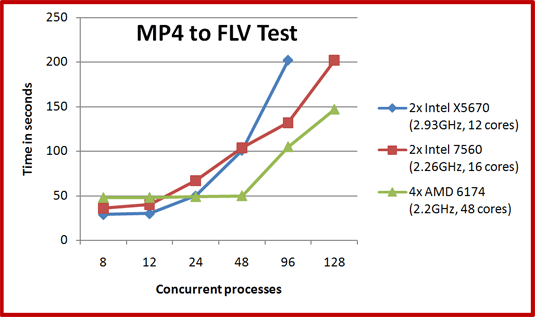 MP4 to FLV Test
250
200
150
100
50
0
Time in seconds
8 12 24 48 96 128
Concurrent processes
2x Intel X5670
(2.93GHz, 12 cores)
2x Intel 7560
(2.26GHz, 16 cores)
4x AMD 6174
(2.2GHz, 48 cores)